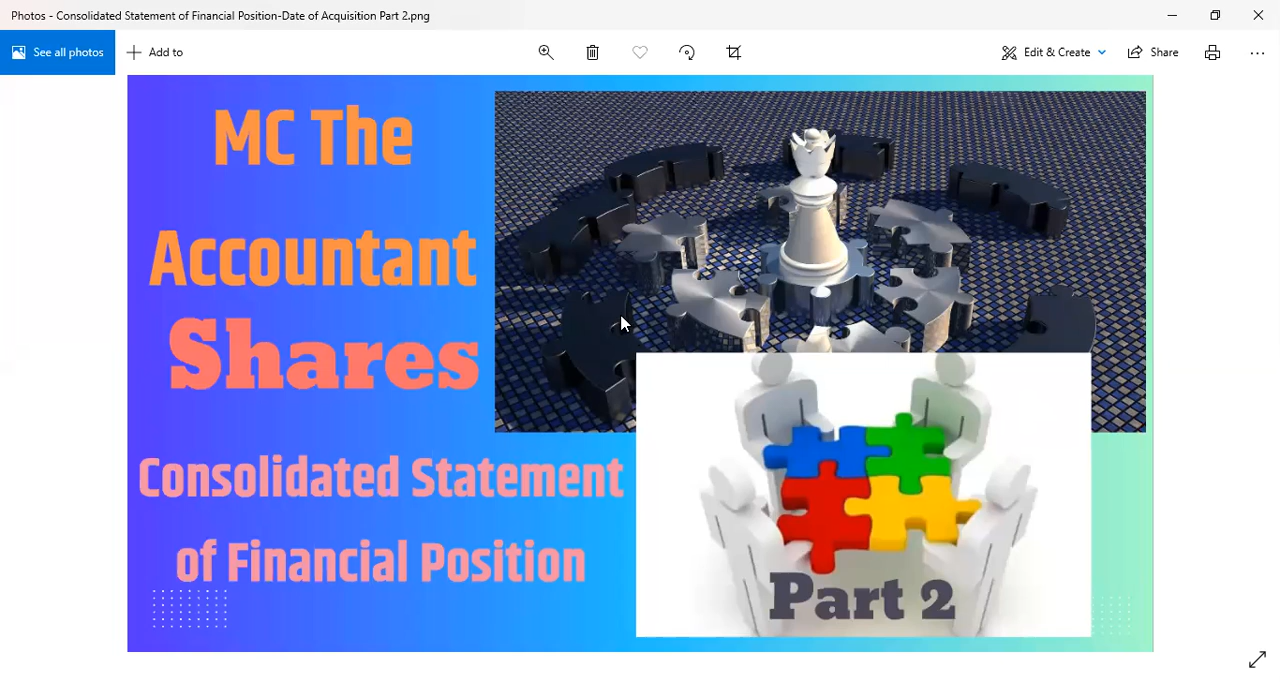 Photos - Consolidated Statement of Financial Position-Date of Acquisition Part 2.png
See all photos
Add to
Edit & Create
Share
MC The
Accountant
Shares
Consolidated Statement
of Financial Position
Part 2